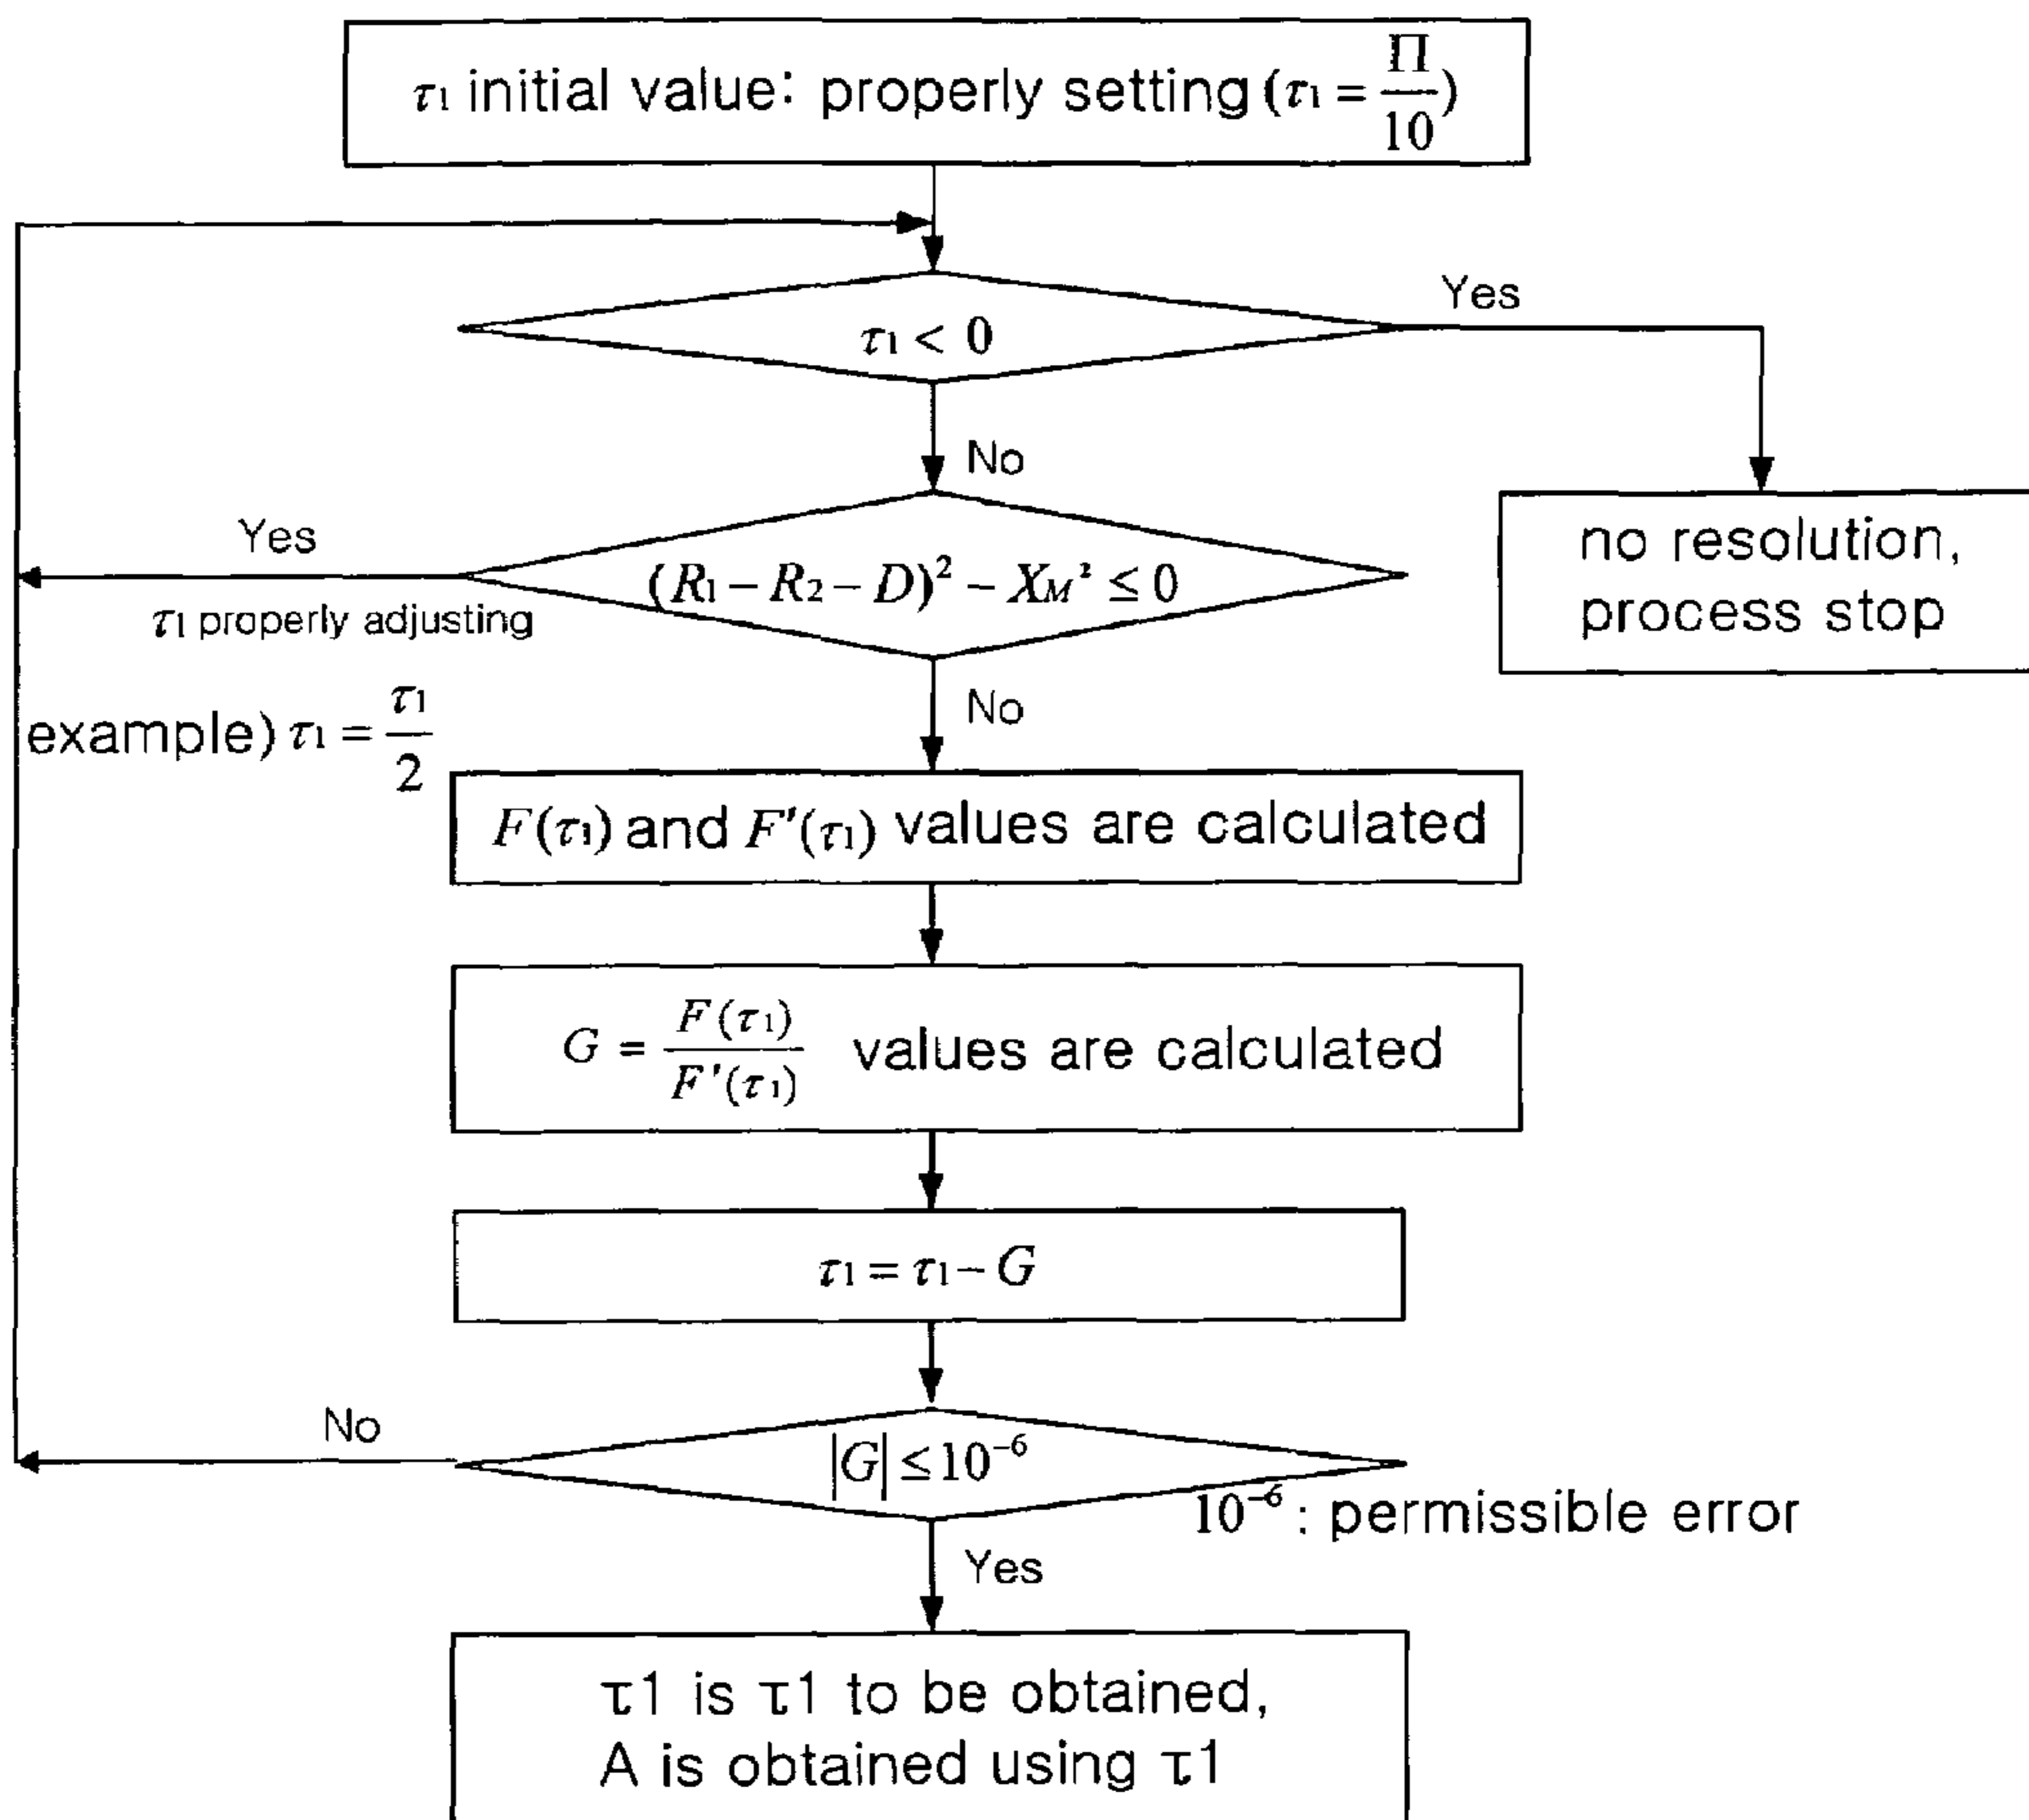 τ1 initial value: properly setting (τ1 = Π/10)
Yes
τ1 < 0
No
Yes
(R1 – R2 – D)² – XM² ≤ 0
no resolution,
process stop
τ1 properly adjusting
No
example) τ1 = τ1/2
F(τ1) and F'(τ1) values are calculated
G = F(τ1)/F'(τ1) values are calculated
τ1 = τ1 – G
No
|G| ≤ 10⁻⁶
10⁻⁶ : permissible error
Yes
τ1 is τ1 to be obtained,
A is obtained using τ1